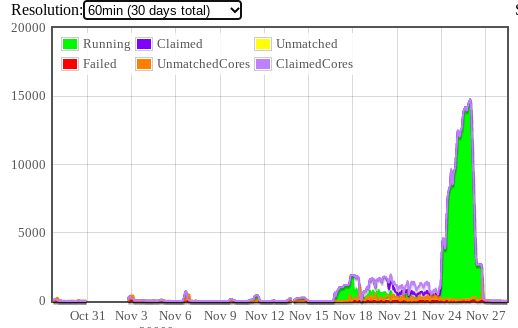 Resolution: 60min (30 days total)
20000
Running Claimed Unmatched
Failed UnmatchedCores ClaimedCores
15000
10000
5000
0
Oct 31 Nov 3 Nov 6 Nov 9 Nov 12 Nov 15 Nov 18 Nov 21 Nov 24 Nov 27